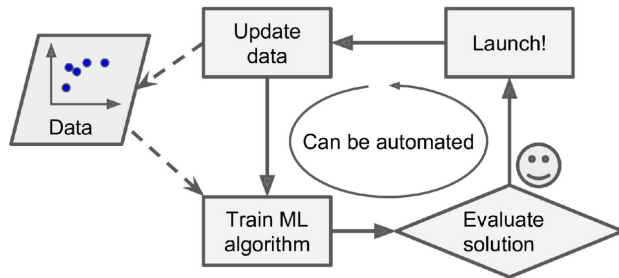 Update
data
Launch!
Data
Can be automated
Train ML
algorithm
Evaluate
solution